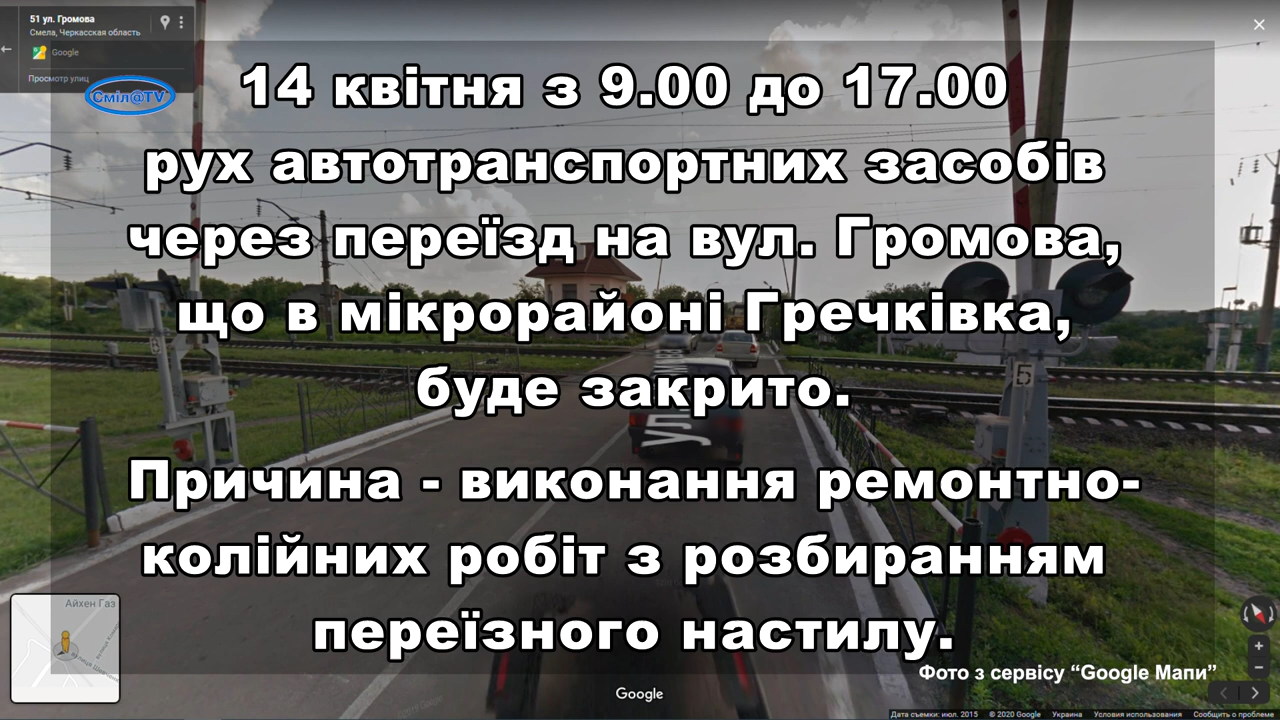 51 ул. Громова
Смела, Черкасская область
Google
Просмотр улиц
Сміл@TV
14 квітня з 9.00 до 17.00
рух автотранспортних засобів
через переїзд на вул. Громова,
що в мікрорайоні Гречківка,
буде закрито.
Причина - виконання ремонтно-
колійних робіт з розбиранням
переїзного настилу.
Айхен Газ
Фото з сервісу “Google Мапи”
Google
Дата съемки: июл. 2015 © 2020 Google Украина Условия использования Сообщить о проблеме